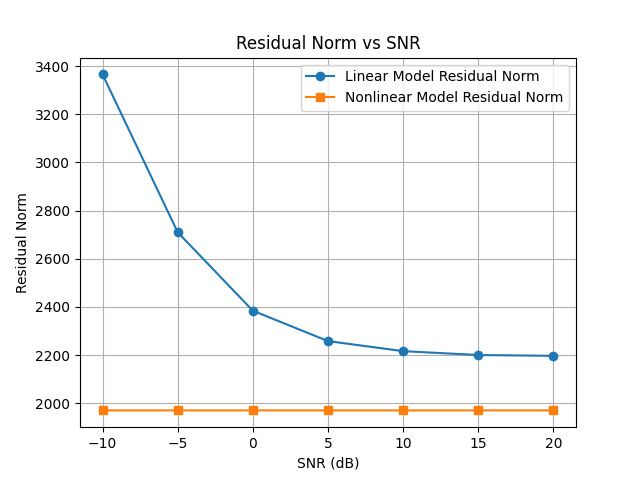 Residual Norm vs SNR
Linear Model Residual Norm
Nonlinear Model Residual Norm
Residual Norm
3400
3200
3000
2800
2600
2400
2200
2000
−10 −5 0 5 10 15 20
SNR (dB)